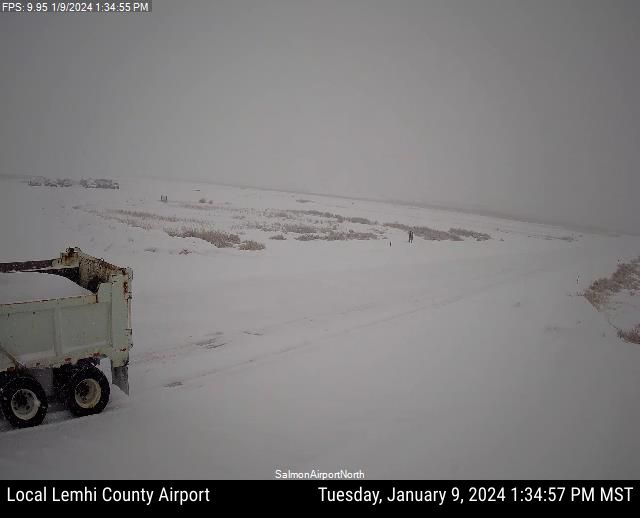 FPS: 9.95 1/9/2024 1:34:55 PM
SalmonAirportNorth
Local Lemhi County Airport
Tuesday, January 9, 2024 1:34:57 PM MST